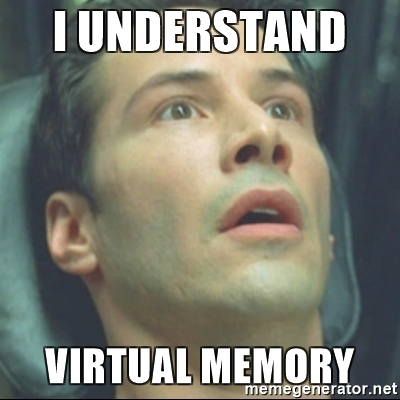 I UNDERSTAND
VIRTUAL MEMORY
memegenerator.net